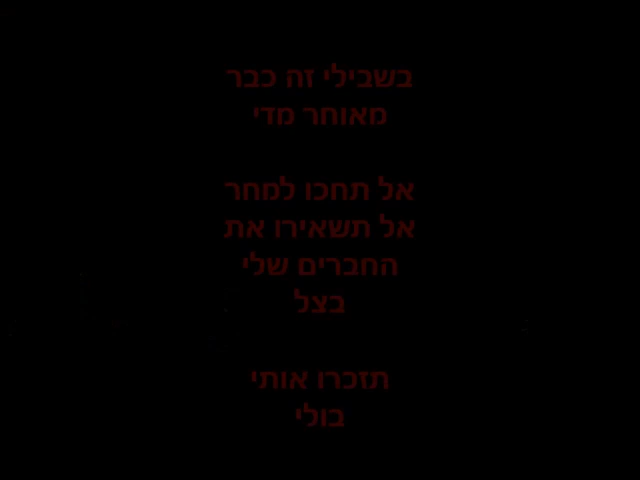 בשבילי זה כבר
מאוחר מדי
אל תחכו למחר
אל תשאירו את
החברים שלי
בצל
תזכרו אותי
בולי